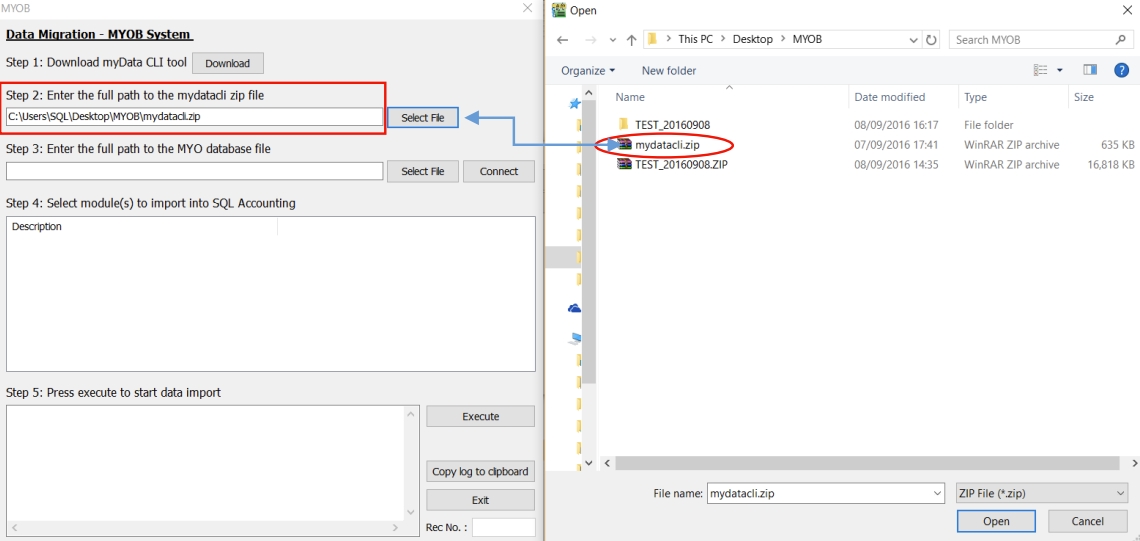 MYOB
Data Migration - MYOB System
Step 1: Download myData CLI tool
Download
Step 2: Enter the full path to the mydatacli zip file
C:\Users\SQL\Desktop\MYOB\mydatacli.zip
Select File
Step 3: Enter the full path to the MYO database file
Select File
Connect
Step 4: Select module(s) to import into SQL Accounting
Description
Step 5: Press execute to start data import
Execute
Copy log to clipboard
Exit
Rec No. :
Open
This PC > Desktop > MYOB
Search MYOB
Organize
New folder
Name Date modified Type Size
TEST_20160908 08/09/2016 16:17 File folder
mydatacli.zip 07/09/2016 17:41 WinRAR ZIP archive 635 KB
TEST_20160908.ZIP 08/09/2016 14:35 WinRAR ZIP archive 16,818 KB
File name: mydatacli.zip
ZIP File (*.zip)
Open
Cancel